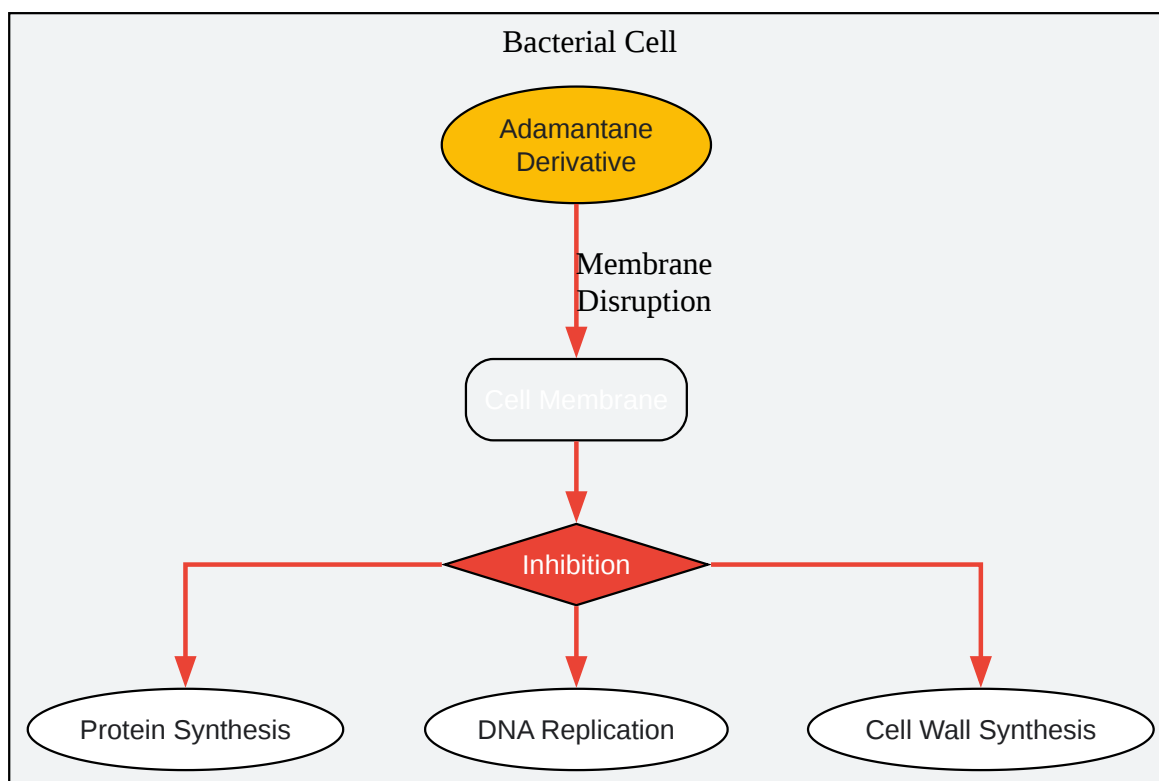 Bacterial Cell
Adamantane
Derivative
Membrane
Disruption
Cell Membrane
Inhibition
Protein Synthesis
DNA Replication
Cell Wall Synthesis